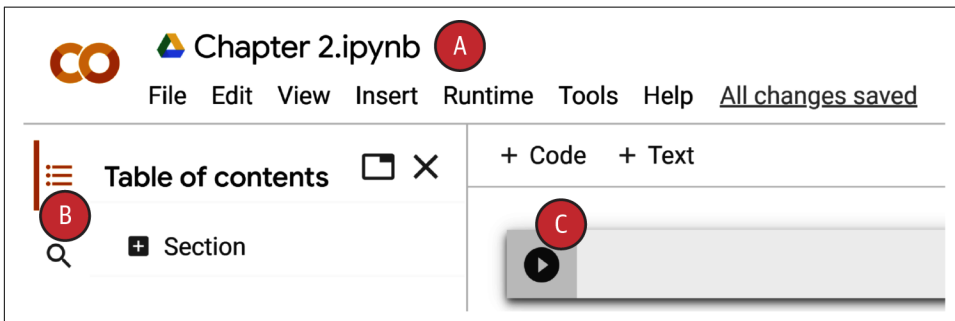 Chapter 2.ipynb A
File Edit View Insert Runtime Tools Help All changes saved
Table of contents
+ Code + Text
B
C
+ Section